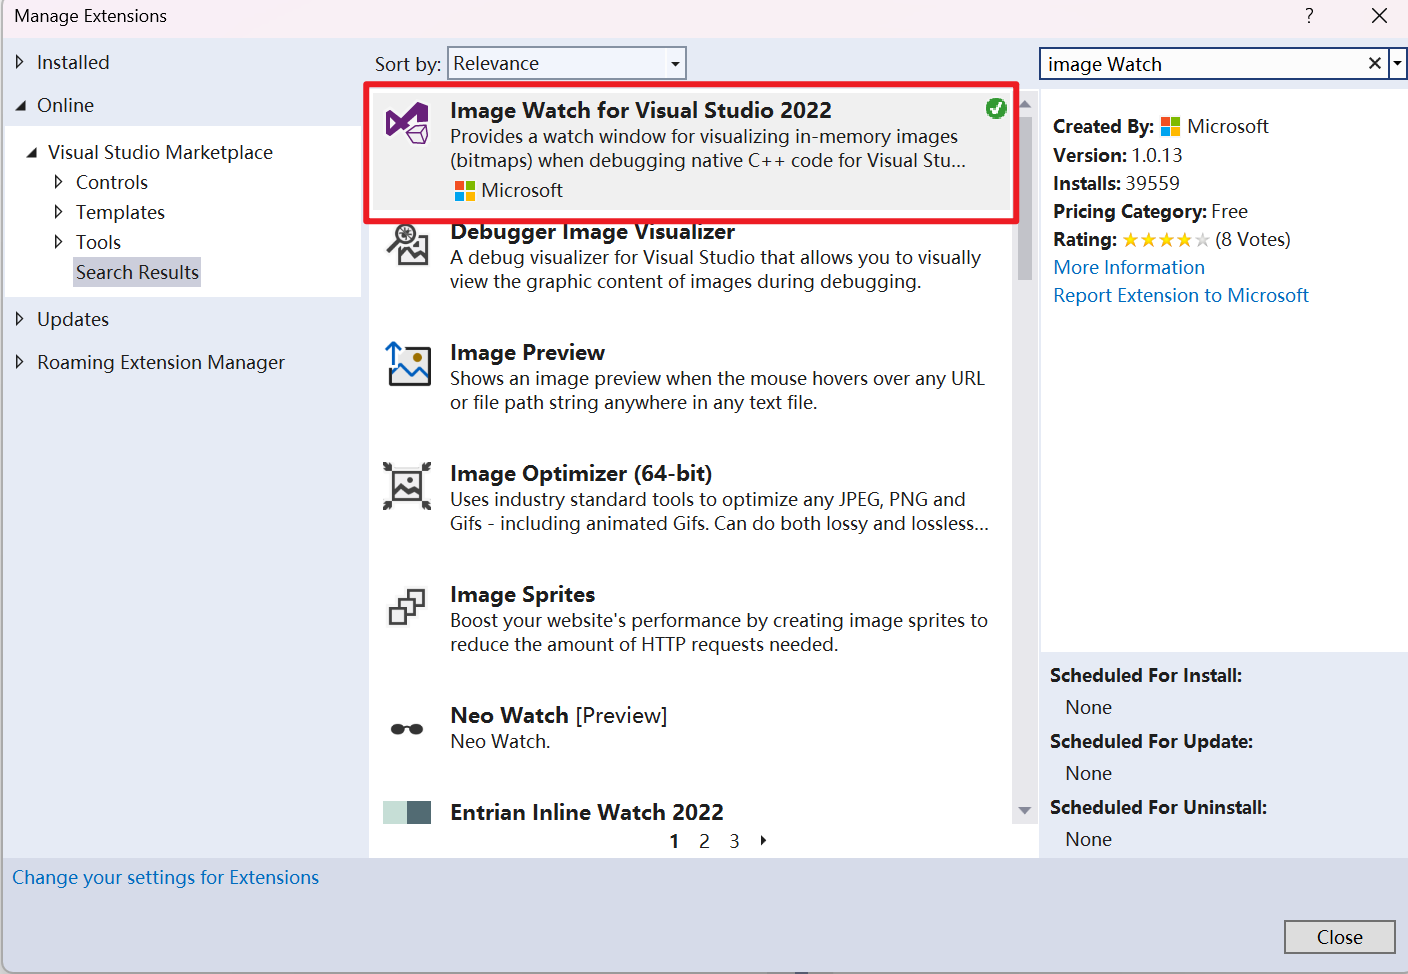 Manage Extensions
?
Installed
Online
Visual Studio Marketplace
Controls
Templates
Tools
Search Results
Updates
Roaming Extension Manager
Sort by:
Relevance
Image Watch for Visual Studio 2022
Provides a watch window for visualizing in-memory images
(bitmaps) when debugging native C++ code for Visual Stu...
Microsoft
Debugger Image Visualizer
A debug visualizer for Visual Studio that allows you to visually
view the graphic content of images during debugging.
Image Preview
Shows an image preview when the mouse hovers over any URL
or file path string anywhere in any text file.
Image Optimizer (64-bit)
Uses industry standard tools to optimize any JPEG, PNG and
Gifs - including animated Gifs. Can do both lossy and lossless...
Image Sprites
Boost your website's performance by creating image sprites to
reduce the amount of HTTP requests needed.
Neo Watch [Preview]
Neo Watch.
Entrian Inline Watch 2022
1 2 3
image Watch
Created By: Microsoft
Version: 1.0.13
Installs: 39559
Pricing Category: Free
Rating: (8 Votes)
More Information
Report Extension to Microsoft
Scheduled For Install:
None
Scheduled For Update:
None
Scheduled For Uninstall:
None
Change your settings for Extensions
Close